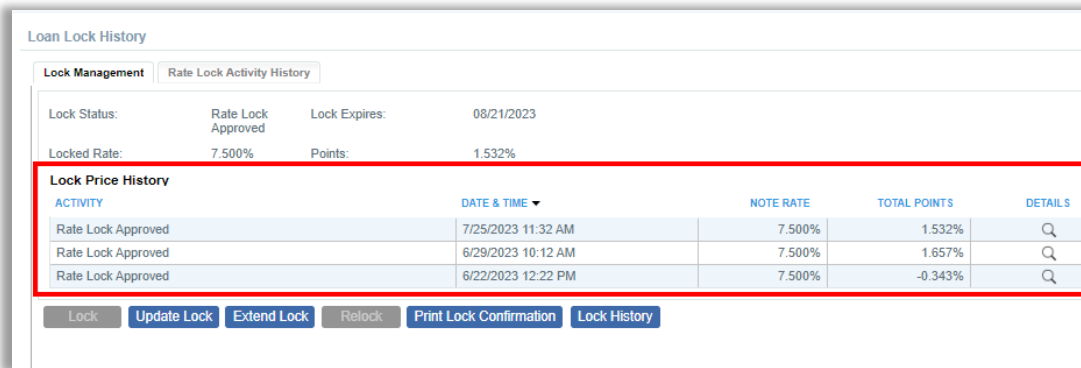 Loan Lock History
Lock Management Rate Lock Activity History
Lock Status: Rate Lock Approved Lock Expires: 08/21/2023
Locked Rate: 7.500% Points: 1.532%
Lock Price History
ACTIVITY DATE & TIME NOTE RATE TOTAL POINTS DETAILS
Rate Lock Approved 7/25/2023 11:32 AM 7.500% 1.532%
Rate Lock Approved 6/29/2023 10:12 AM 7.500% 1.657%
Rate Lock Approved 6/22/2023 12:22 PM 7.500% -0.343%
Lock Update Lock Extend Lock Relock Print Lock Confirmation Lock History